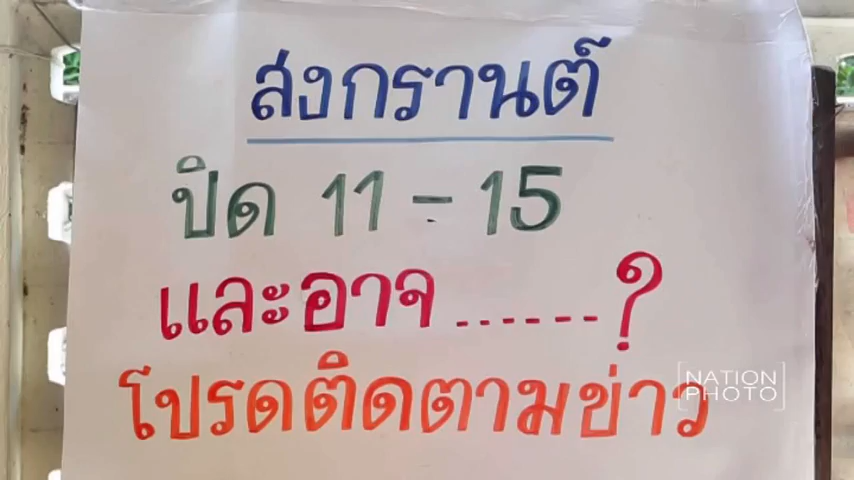 สงกรานต์
ปิด 11 - 15
และอาจ ......?
โปรดติดตามข่าว
NATION
PHOTO